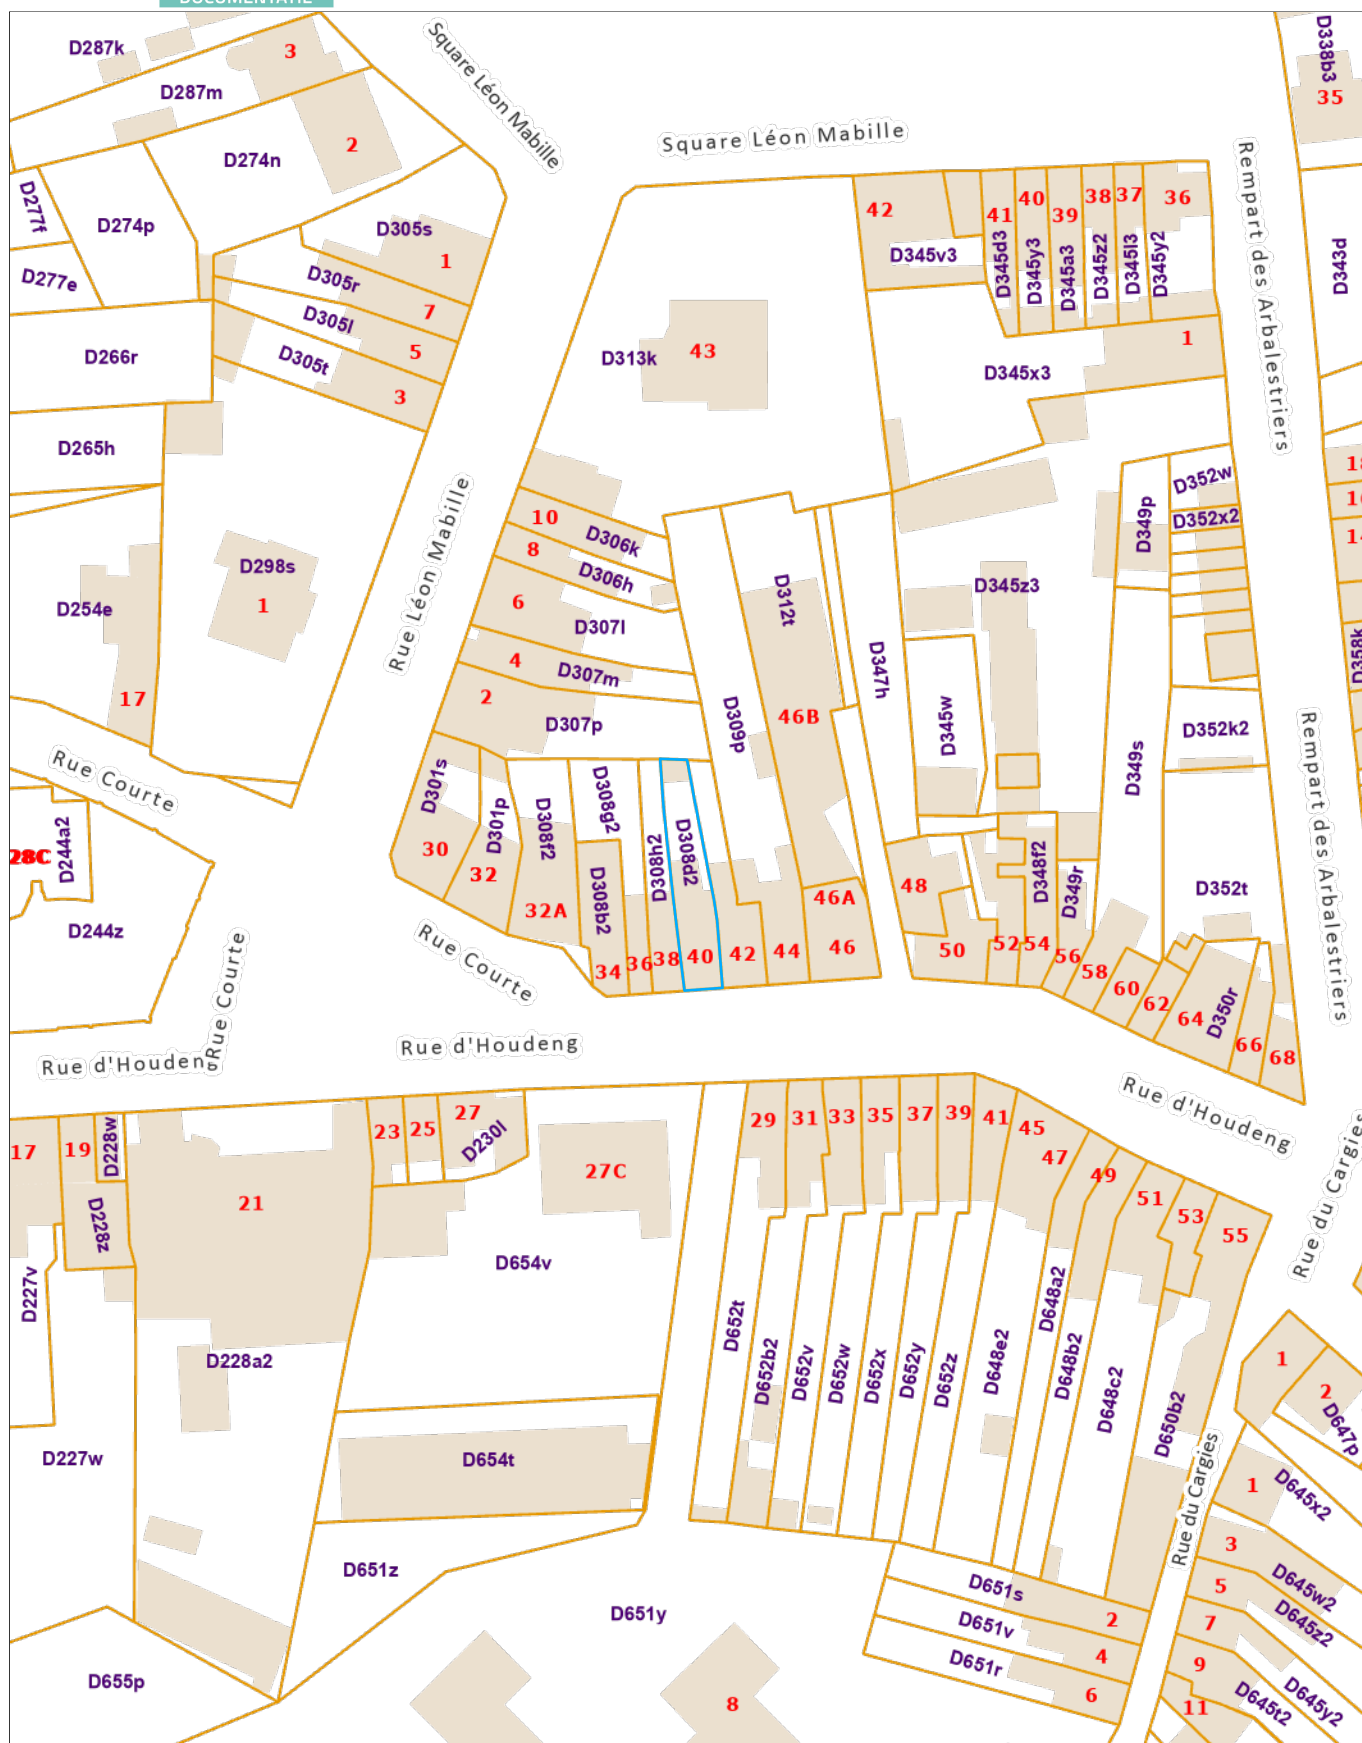 DOCUMENTATIE
D287k
3
D287m
Square Léon Mabille
2
D274n
D277f
D274p
D277e
D305s
1
D305r
7
D305l
5
D305t
3
D266r
D265h
D254e
17
D298s
1
Rue Courte
Rue Léon Mabille
Square Léon Mabille
D338b3
35
Rempart des Arbalestriers
D343p
42
D345v3
41
D345d3
40
D345y3
39
D345a3
38
D345z2
37
D345l3
36
D345y2
1
D345x3
D313k
43
10
D306k
8
D306h
6
D307l
4
D307m
2
D307p
D309p
D312t
46B
D347h
D345z3
D345w
D349p
D352w
D352x2
D349s
D352k2
D352t
D358k
Rempart des Arbalestriers
28C
D244a2
D244z
Rue Courte
D301s
30
D301p
32
D308f2
32A
D308g2
D308b2
34
D308h2
36
38
D308d2
40
42
44
46A
46
48
50
52
D348f2
54
D349r
56
58
60
62
64
D350r
66
68
Rue Courte
Rue d'Houdeng
Rue d'Houdeng
Rue d'Houdeng
Rue du Cargies
17
19
D228w
D228z
21
23
25
27
D230l
27C
D654v
D227v
D228a2
D227w
D654t
D651z
D651y
D655p
8
29
31
33
35
37
39
41
45
47
49
51
53
55
D652t
D652b2
D652v
D652w
D652x
D652y
D652z
D648e2
D648a2
D648b2
D648c2
D650b2
Rue du Cargies
1
2
D647p
1
D645x2
3
D645w2
5
D645z2
7
D645y2
9
D645t2
11
D651s
2
D651v
4
D651r
6